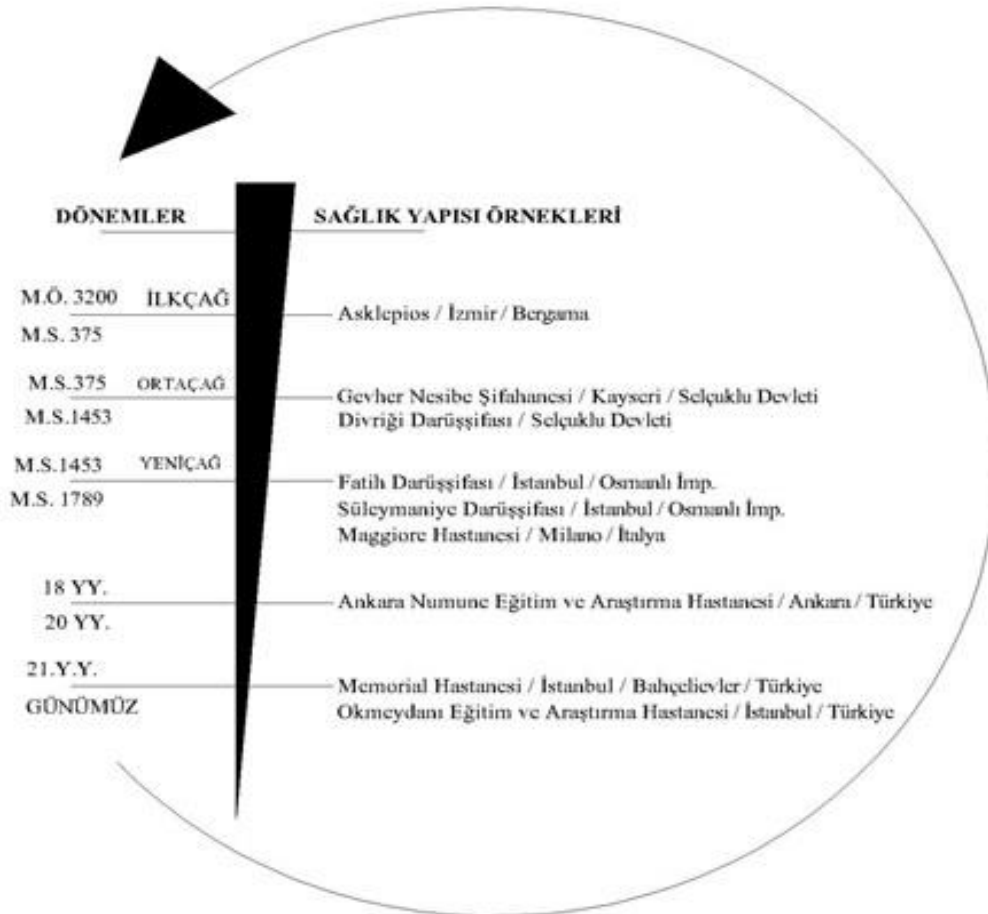 DÖNEMLER SAĞLIK YAPISI ÖRNEKLERİ
M.Ö. 3200 İLKÇAĞ
M.S. 375
Asklepios / İzmir / Bergama
M.S.375 ORTAÇAĞ
M.S.1453
Gevher Nesibe Şifahanesi / Kayseri / Selçuklu Devleti
Divriği Darüşşifası / Selçuklu Devleti
M.S.1453 YENİÇAĞ
M.S. 1789
Fatih Darüşşifası / İstanbul / Osmanlı İmp.
Süleymaniye Darüşşifası / İstanbul / Osmanlı İmp.
Maggiore Hastanesi / Milano / İtalya
18 YY.
20 YY.
Ankara Numune Eğitim ve Araştırma Hastanesi / Ankara / Türkiye
21.Y.Y.
GÜNÜMÜZ
Memorial Hastanesi / İstanbul / Bahçelievler / Türkiye
Okmeydanı Eğitim ve Araştırma Hastanesi / İstanbul / Türkiye